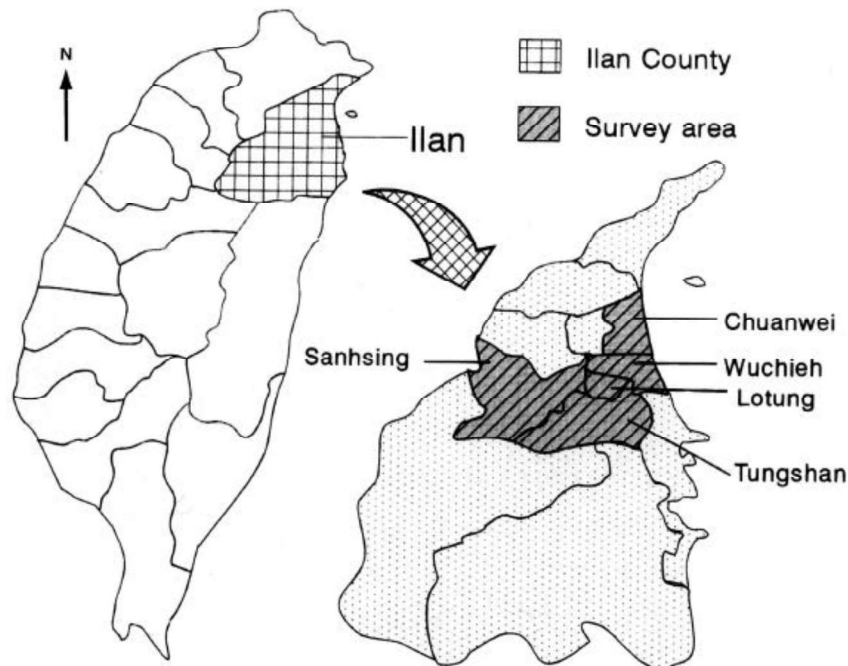 N
Ilan County
Survey area
Ilan
Chuanwei
Sanhsing
Wuchieh
Lotung
Tungshan